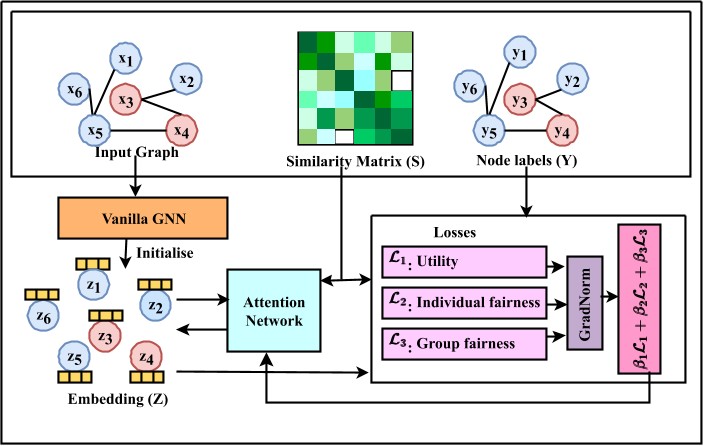 x1
x2
x3
x4
x5
x6
Input Graph
Similarity Matrix (S)
y1
y2
y3
y4
y5
y6
Node labels (Y)
Vanilla GNN
Initialise
z1
z2
z3
z4
z5
z6
Embedding (Z)
Attention
Network
Losses
ℒ1: Utility
ℒ2: Individual fairness
ℒ3: Group fairness
GradNorm
β1ℒ1 + β2ℒ2 + β3ℒ3